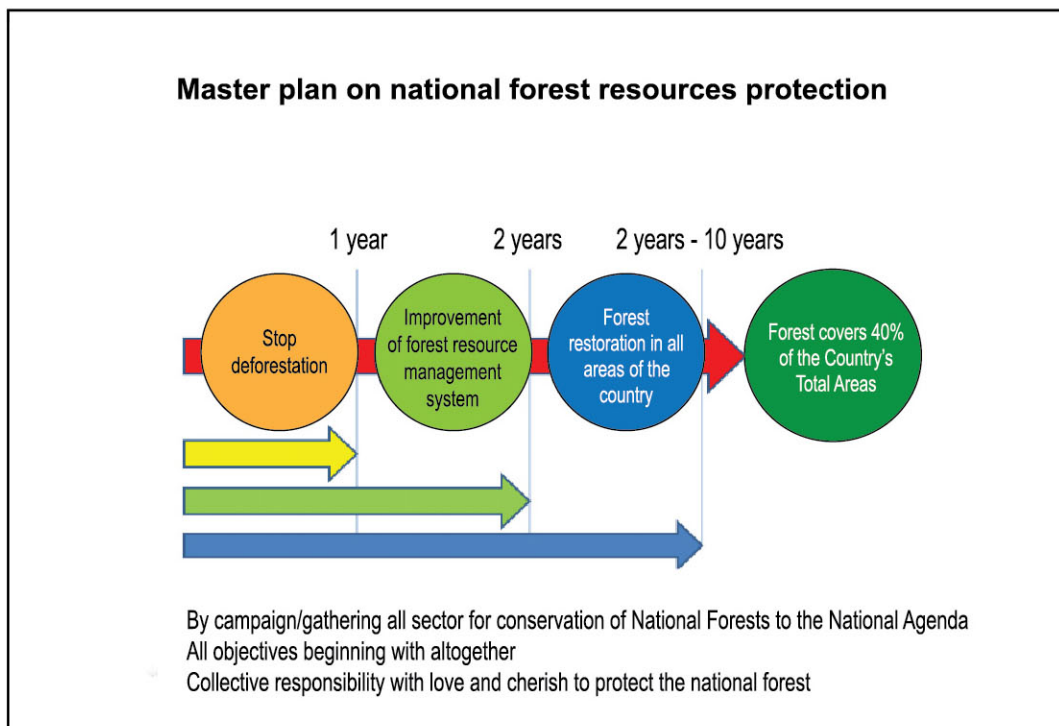 Master plan on national forest resources protection
1 year
2 years
2 years - 10 years
Stop
deforestation
Improvement
of forest resource
management
system
Forest
restoration in all
areas of the
country
Forest covers 40%
of the Country's
Total Areas
By campaign/gathering all sector for conservation of National Forests to the National Agenda
All objectives beginning with altogether
Collective responsibility with love and cherish to protect the national forest